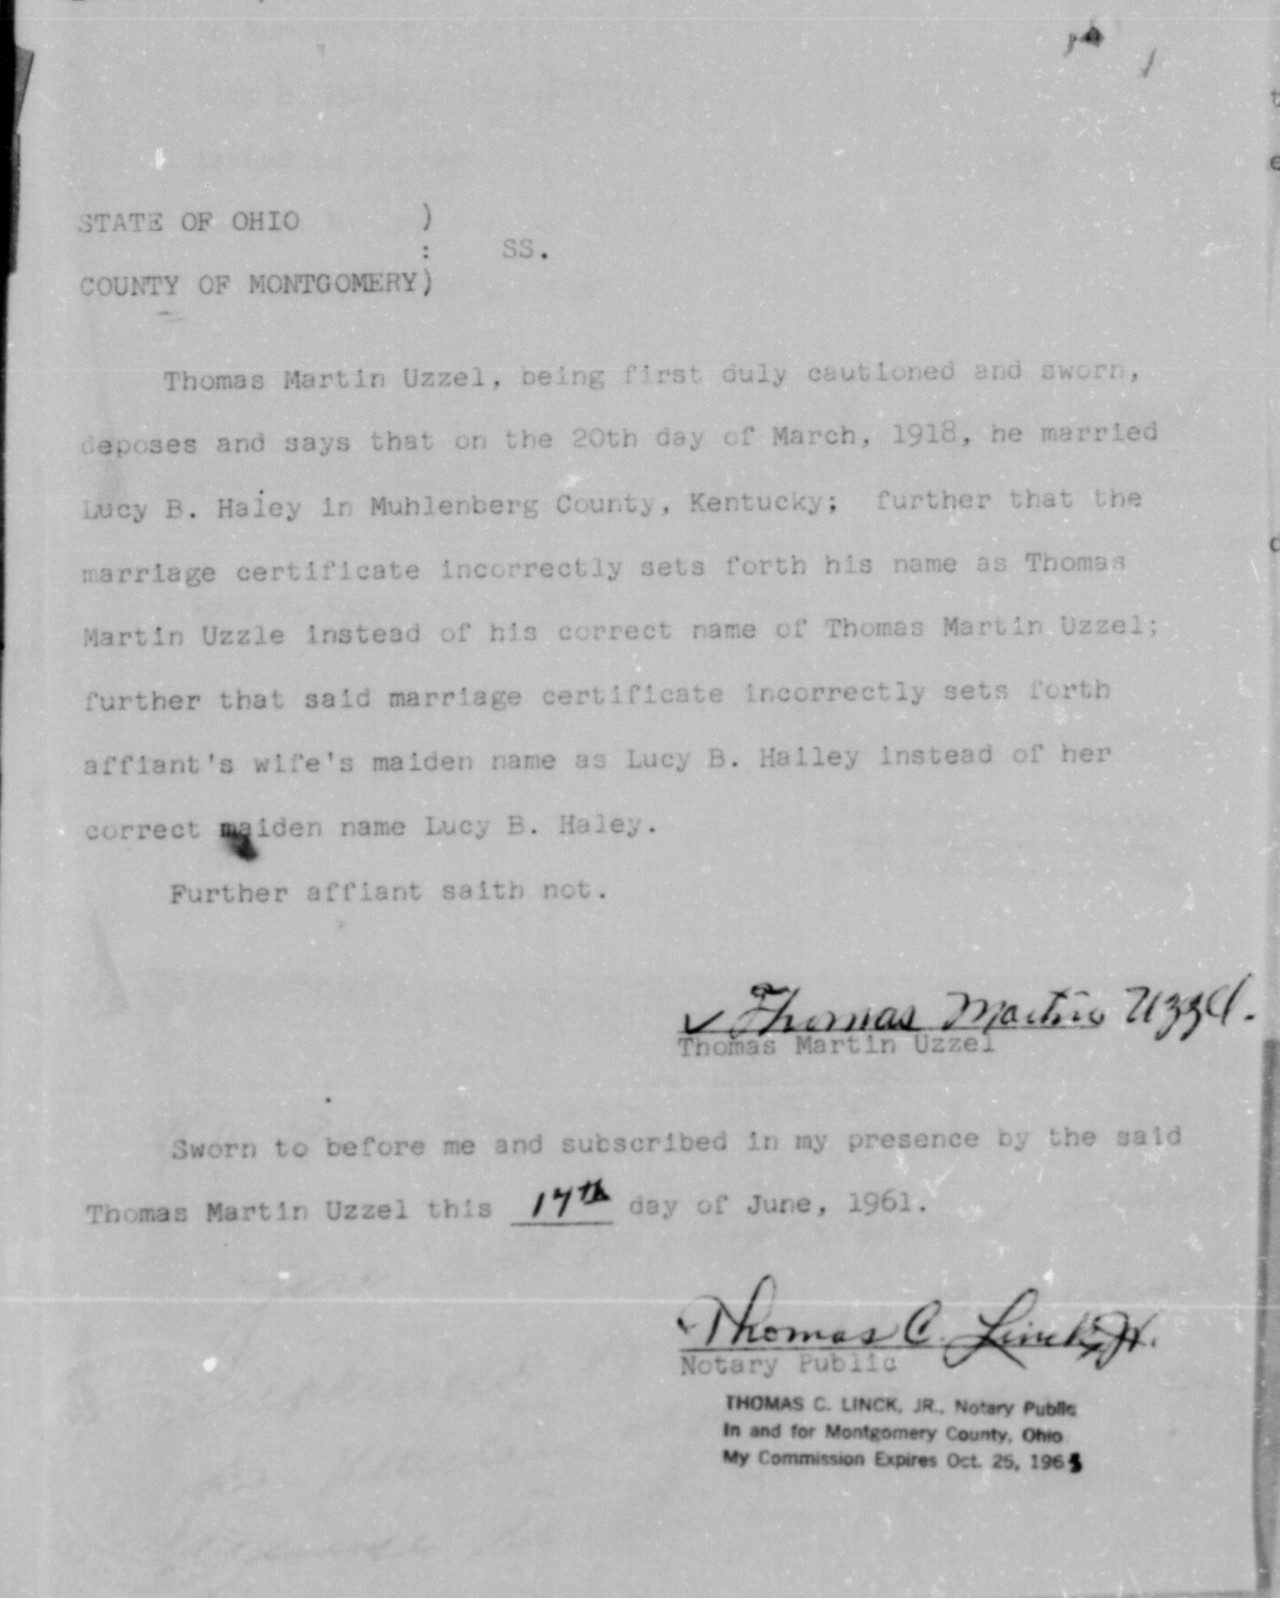 STATE OF OHIO )
: SS.
COUNTY OF MONTGOMERY)
Thomas Martin Uzzel, being first duly cautioned and sworn,
deposes and says that on the 20th day of March, 1918, he married
Lucy B. Haley in Muhlenberg County, Kentucky; further that the
marriage certificate incorrectly sets forth his name as Thomas
Martin Uzzle instead of his correct name of Thomas Martin Uzzel;
further that said marriage certificate incorrectly sets forth
affiant's wife's maiden name as Lucy B. Hailey instead of her
correct maiden name Lucy B. Haley.
Further affiant saith not.
Thomas Martin Uzzel.
Thomas Martin Uzzel
Sworn to before me and subscribed in my presence by the said
Thomas Martin Uzzel this 17th day of June, 1961.
Thomas C. Linck, Jr.
Notary Public
THOMAS C. LINCK, JR., Notary Public
In and for Montgomery County, Ohio
My Commission Expires Oct. 25, 196